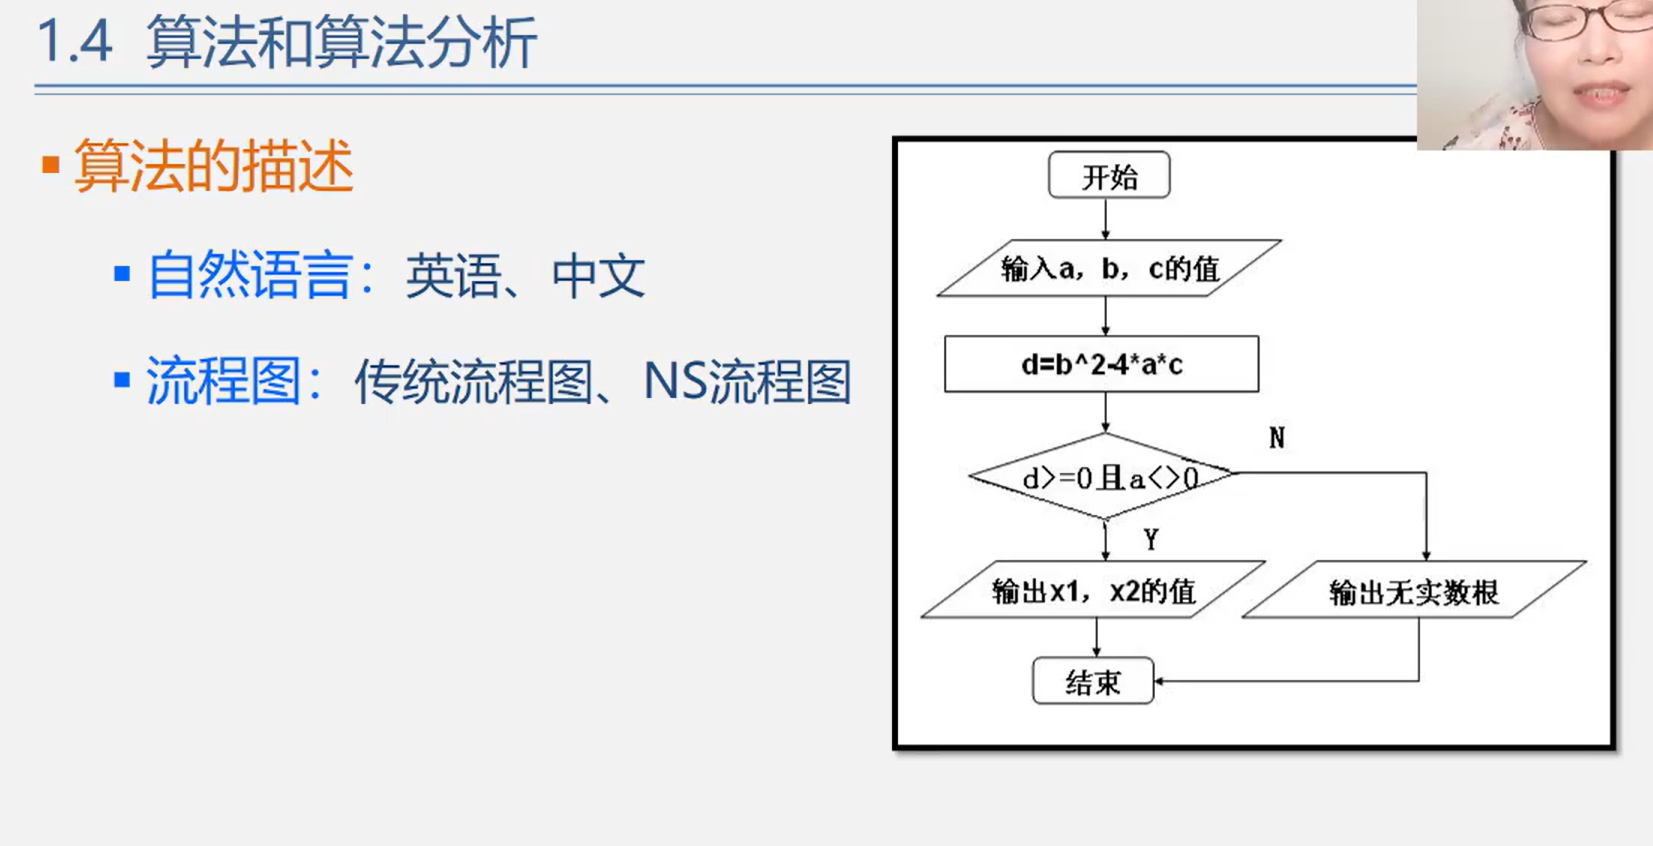 1.4 算法和算法分析
算法的描述
自然语言：英语、中文
流程图：传统流程图、NS流程图
开始
输入a，b，c的值
d=b^2-4*a*c
d>=0且a<>0
N
Y
输出x1，x2的值
输出无实数根
结束